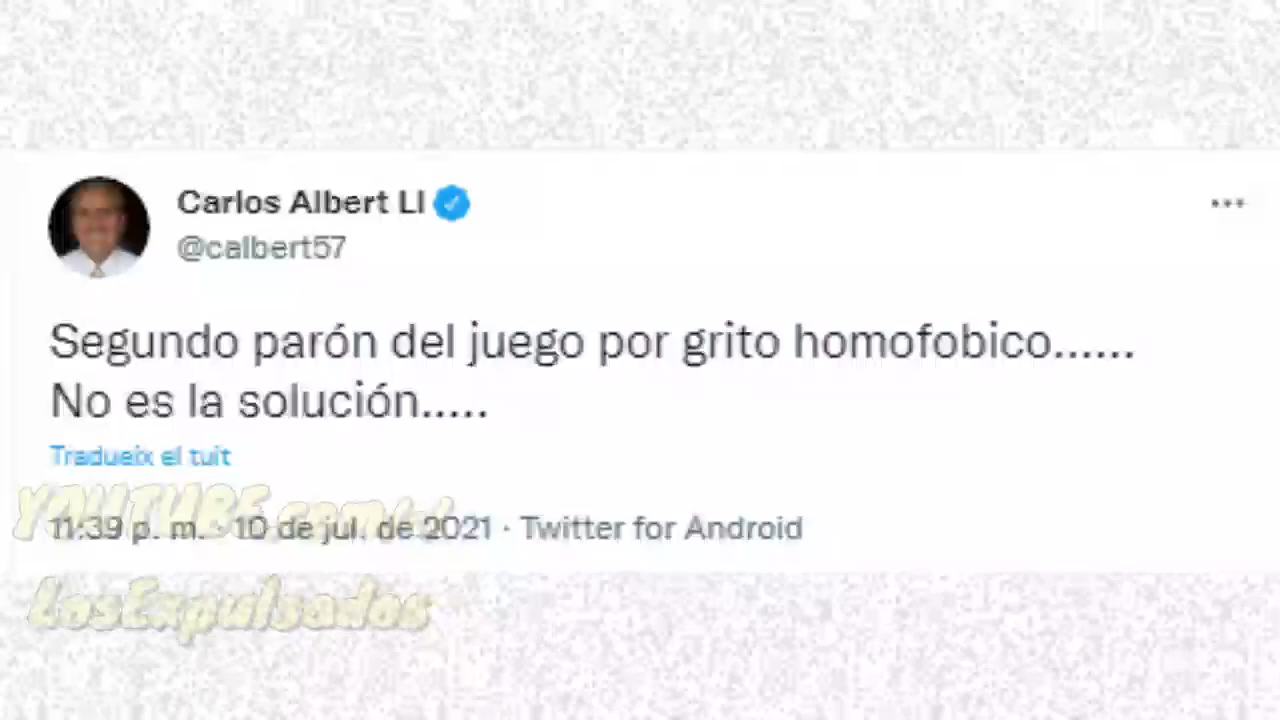 Carlos Albert Ll
@calbert57
Segundo parón del juego por grito homofobico......
No es la solución.....
Tradueix el tuit
YOUTUBE.com/c/
11:39 p. m. · 10 de jul. de 2021 · Twitter for Android
LosExpulsados